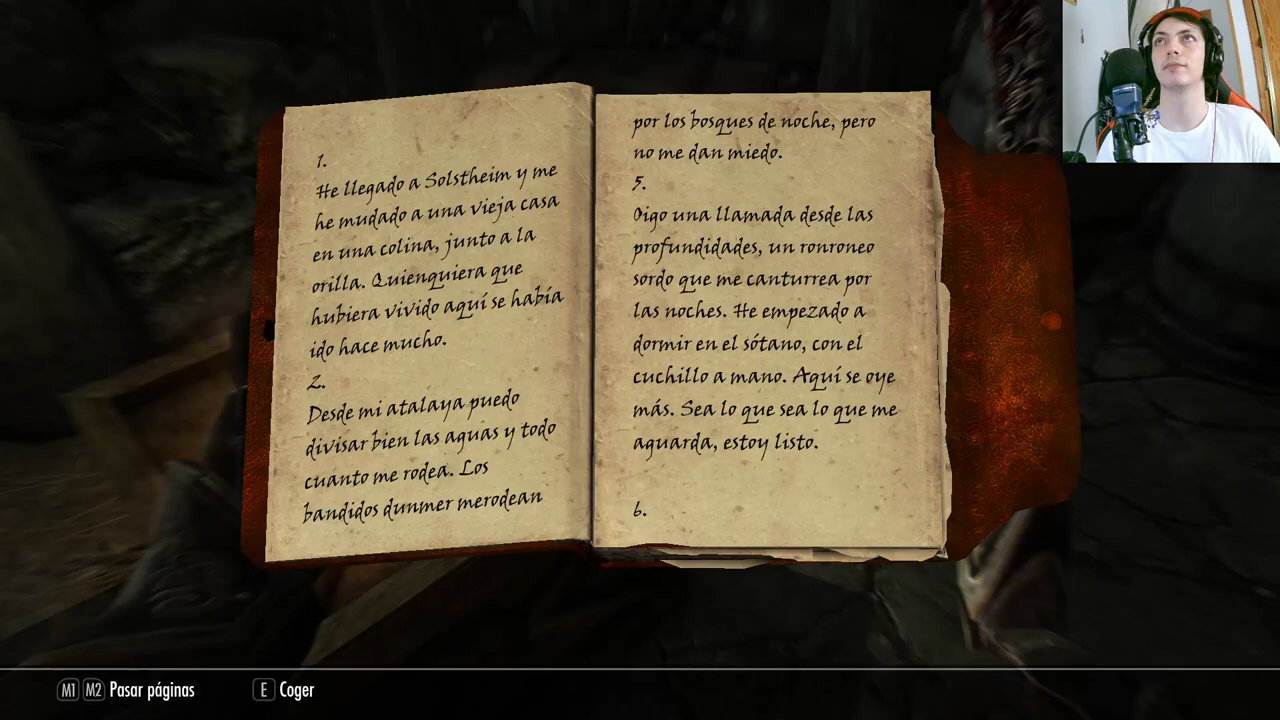 1.
He llegado a Solstheim y me
he mudado a una vieja casa
en una colina, junto a la
orilla. Quienquiera que
hubiera vivido aquí se había
ido hace mucho.
2.
Desde mi atalaya puedo
divisar bien las aguas y todo
cuanto me rodea. Los
bandidos dunmer merodean
por los bosques de noche, pero
no me dan miedo.
5.
Oigo una llamada desde las
profundidades, un ronroneo
sordo que me canturrea por
las noches. He empezado a
dormir en el sótano, con el
cuchillo a mano. Aquí se oye
más. Sea lo que sea lo que me
aguarda, estoy listo.
6.
M1 M2 Pasar páginas E Coger